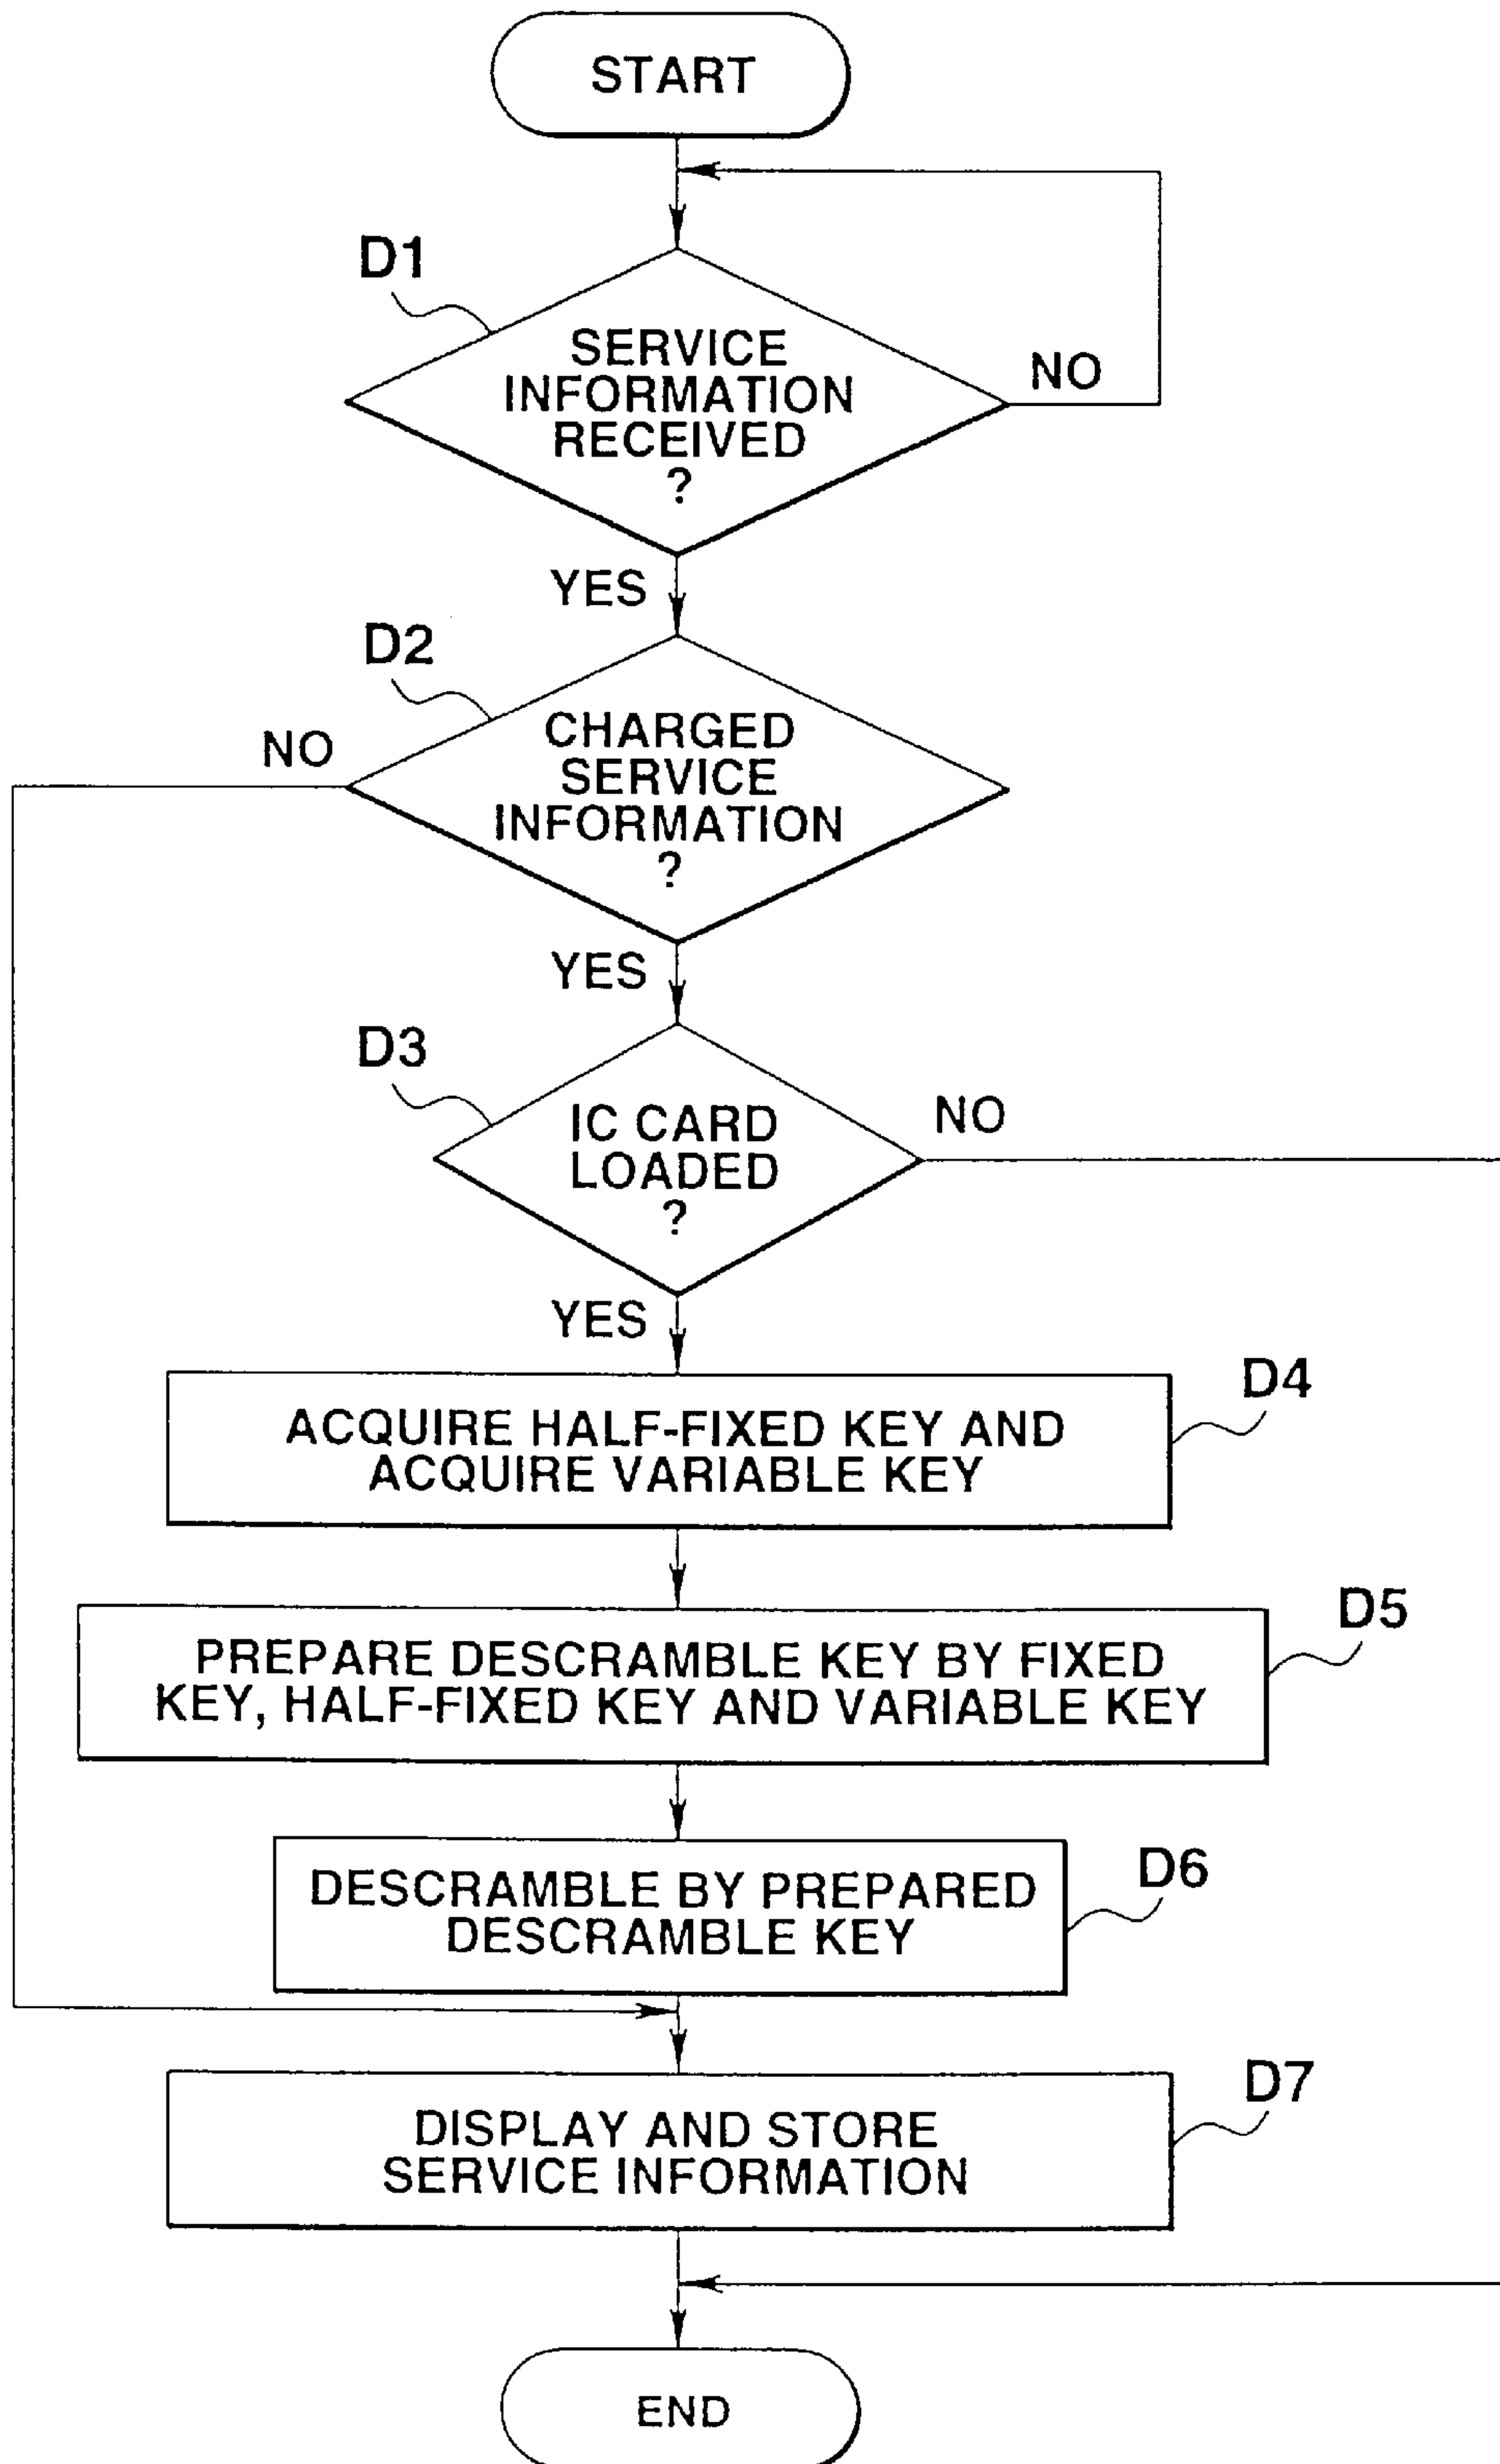 START
D1
SERVICE
INFORMATION
RECEIVED
?
NO
YES
D2
NO
CHARGED
SERVICE
INFORMATION
?
YES
D3
IC CARD
LOADED
?
NO
YES
D4
ACQUIRE HALF-FIXED KEY AND
ACQUIRE VARIABLE KEY
D5
PREPARE DESCRAMBLE KEY BY FIXED
KEY, HALF-FIXED KEY AND VARIABLE KEY
D6
DESCRAMBLE BY PREPARED
DESCRAMBLE KEY
D7
DISPLAY AND STORE
SERVICE INFORMATION
END